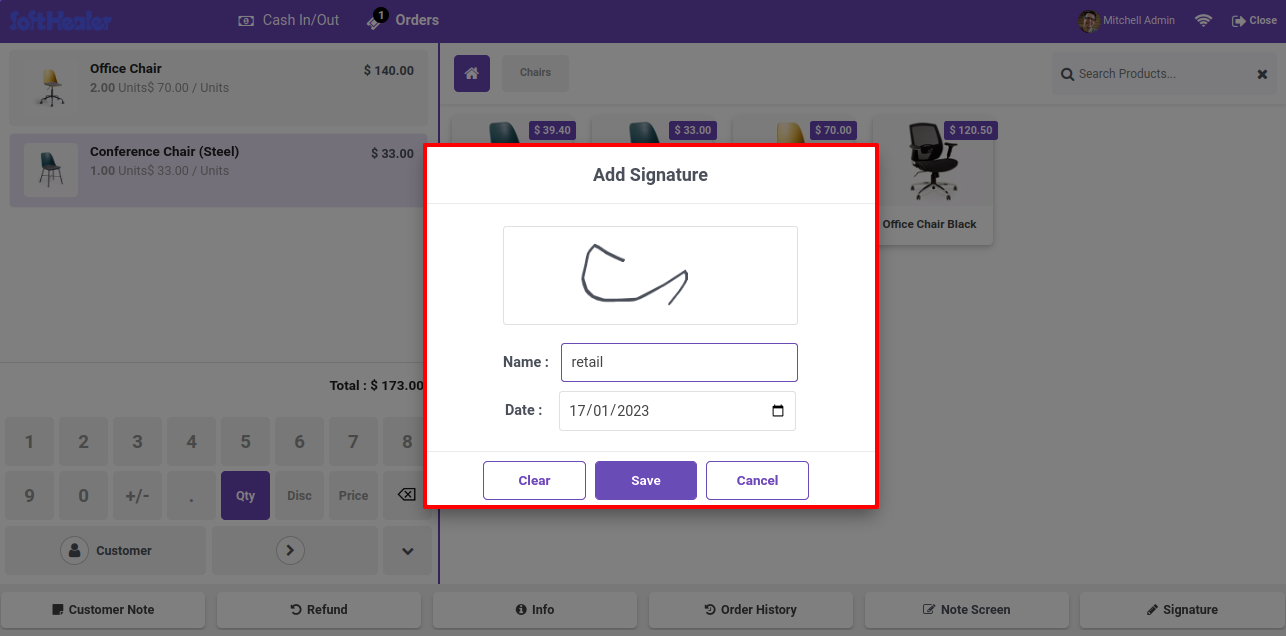 SoftHealer
Cash In/Out
1
Orders
Mitchell Admin
Close
Office Chair
$ 140.00
2.00 Units$ 70.00 / Units
Conference Chair (Steel)
$ 33.00
1.00 Units$ 33.00 / Units
Total : $ 173.00
1 2 3 4 5 6 7 8
9 0 +/- . Qty Disc Price
Customer
Chairs
Search Products...
$ 39.40
$ 33.00
$ 70.00
$ 120.50
Office Chair Black
Add Signature
Name : retail
Date : 17/01/2023
Clear Save Cancel
Customer Note Refund Info Order History Note Screen Signature